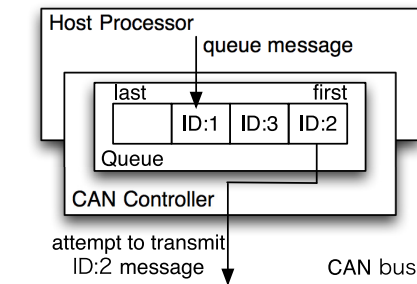 Host Processor
queue message
last first
ID:1 ID:3 ID:2
Queue
CAN Controller
attempt to transmit
ID:2 message
CAN bus